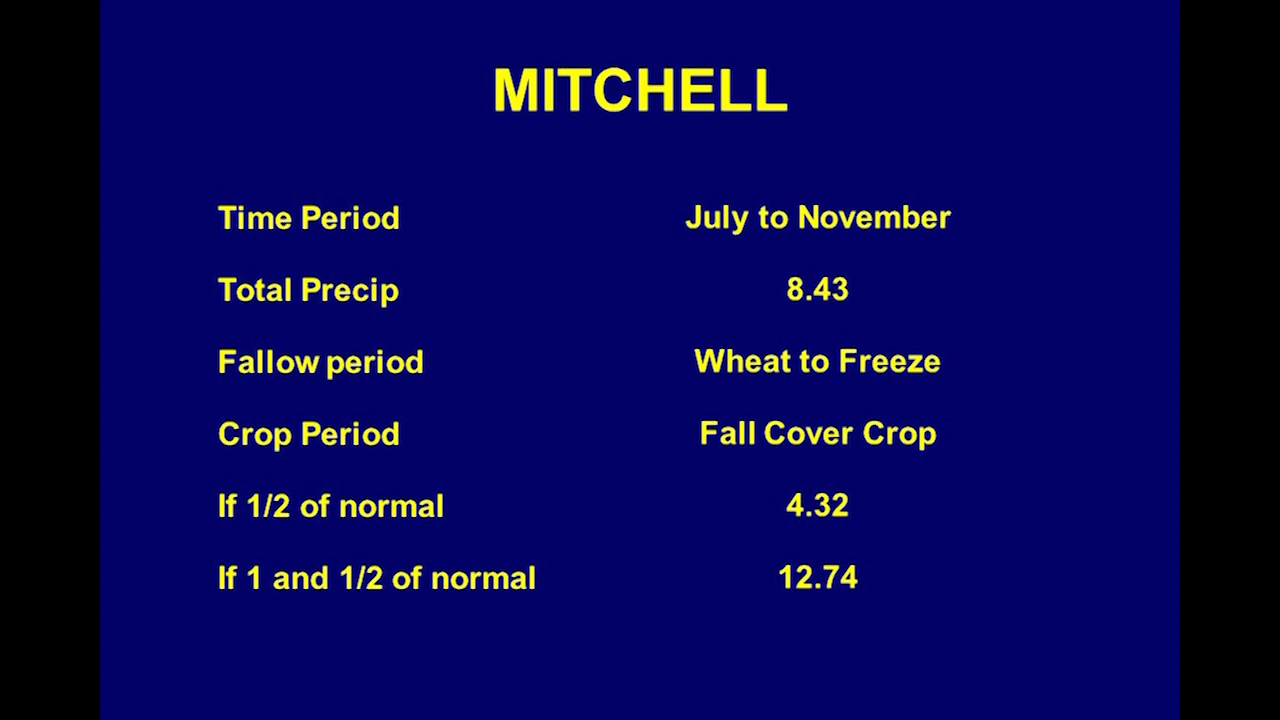 MITCHELL
Time Period July to November
Total Precip 8.43
Fallow period Wheat to Freeze
Crop Period Fall Cover Crop
If 1/2 of normal 4.32
If 1 and 1/2 of normal 12.74